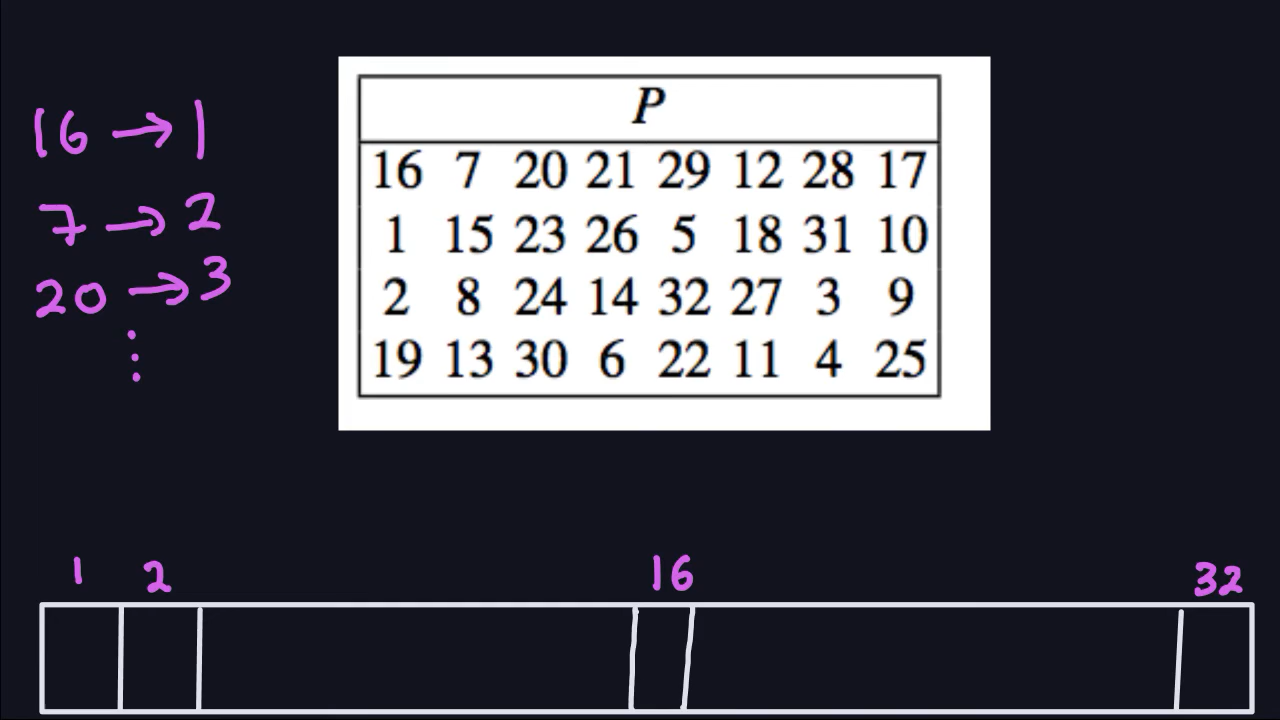 16 → 1
7 → 2
20 → 3
⋮
P
16 7 20 21 29 12 28 17
1 15 23 26 5 18 31 10
2 8 24 14 32 27 3 9
19 13 30 6 22 11 4 25
1 2 16 32